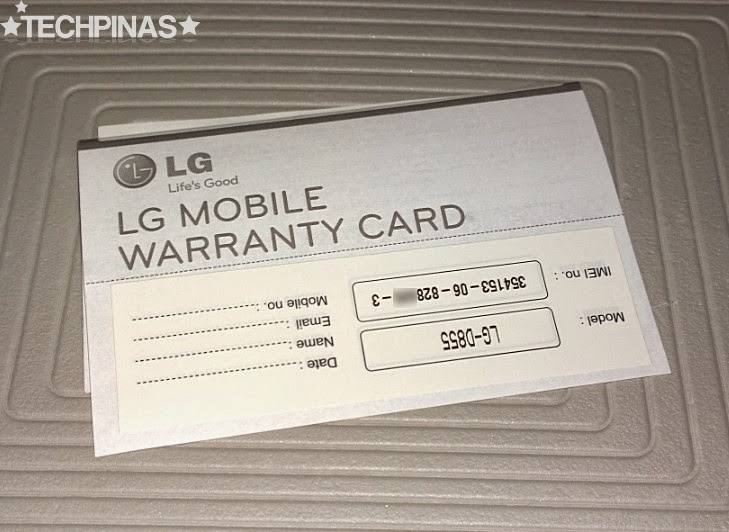 ★TECHPINAS★
LG
Life's Good
LG MOBILE
WARRANTY CARD
Model :
LG-D855
IMEI no. :
354153-06-828 -3
Date :
Name :
Email :
Mobile no. :